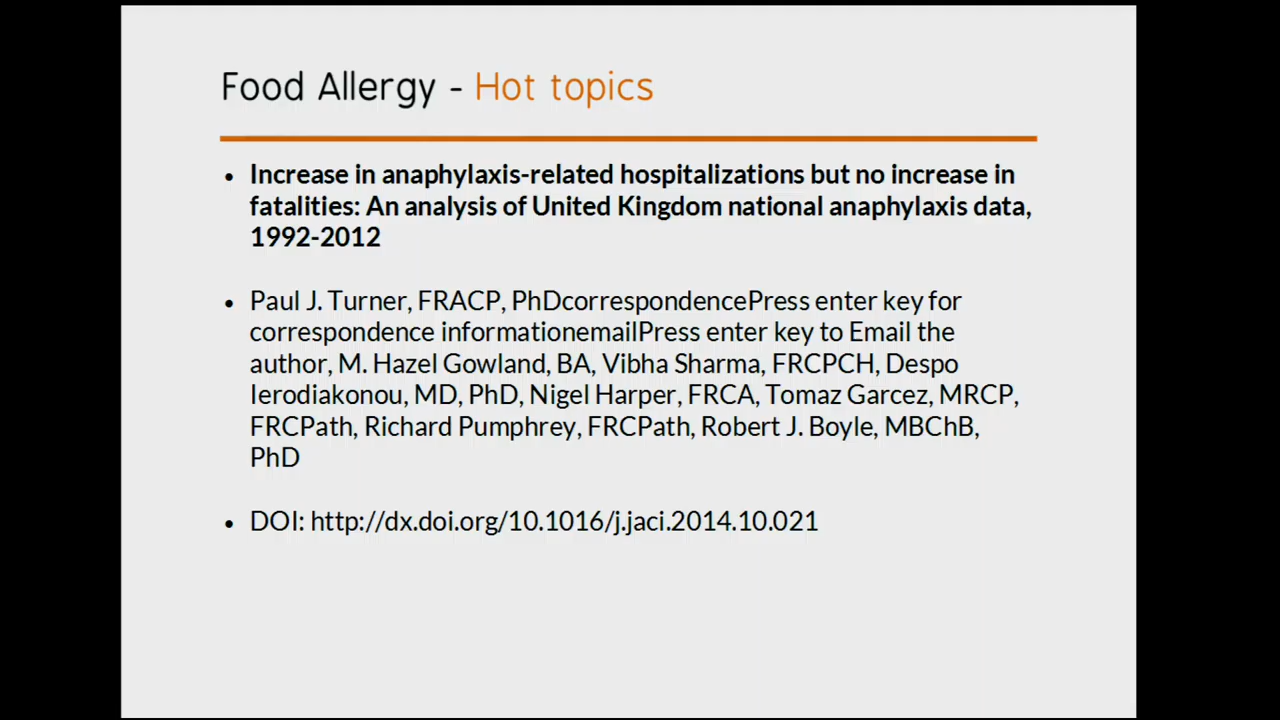 Food Allergy - Hot topics
• Increase in anaphylaxis-related hospitalizations but no increase in
fatalities: An analysis of United Kingdom national anaphylaxis data,
1992-2012
• Paul J. Turner, FRACP, PhDcorrespondencePress enter key for
correspondence informationemailPress enter key to Email the
author, M. Hazel Gowland, BA, Vibha Sharma, FRCPCH, Despo
Ierodiakonou, MD, PhD, Nigel Harper, FRCA, Tomaz Garcez, MRCP,
FRCPath, Richard Pumphrey, FRCPath, Robert J. Boyle, MBChB,
PhD
• DOI: http://dx.doi.org/10.1016/j.jaci.2014.10.021